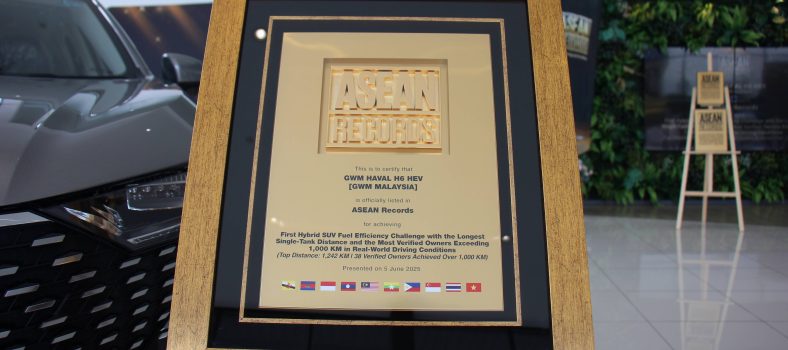 ASEAN
RECORDS
This is to certify that
GWM HAVAL H6 HEV
[GWM MALAYSIA]
is officially listed in
ASEAN Records
for achieving
First Hybrid SUV Fuel Efficiency Challenge with the Longest
Single-Tank Distance and the Most Verified Owners Exceeding
1,000 KM in Real-World Driving Conditions
(Top Distance: 1,242 KM I 38 Verified Owners Achieved Over 1,000 KM)
Presented on 5 June 2025
ASEAN
RECORDS